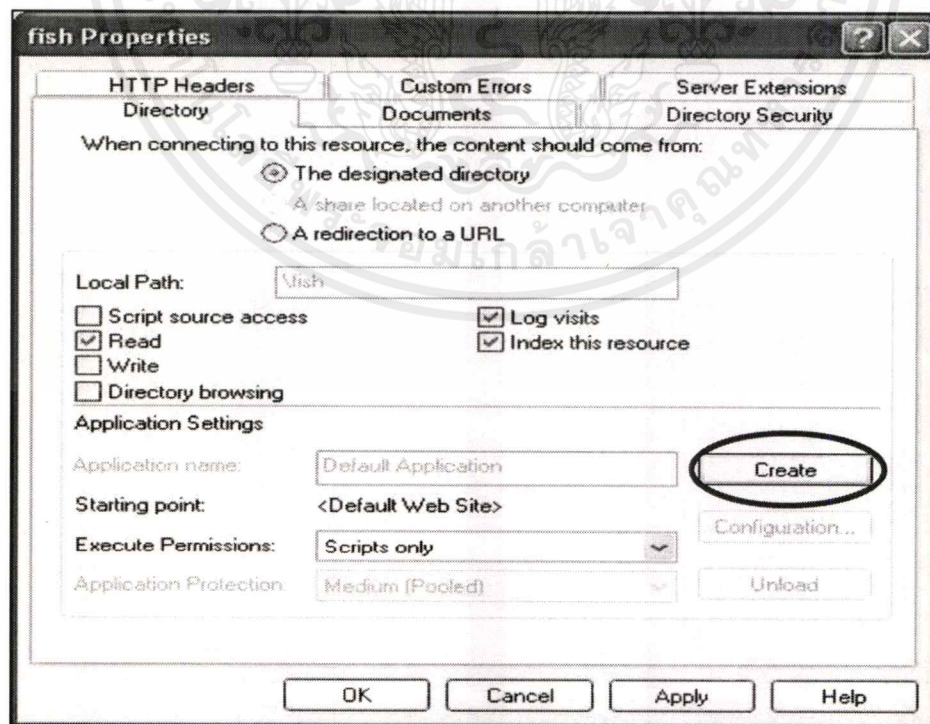 fish Properties
HTTP Headers Custom Errors Server Extensions
Directory Documents Directory Security
When connecting to this resource, the content should come from:
The designated directory
A share located on another computer
A redirection to a URL
Local Path: \fish
Script source access Log visits
Read Index this resource
Write
Directory browsing
Application Settings
Application name: Default Application Create
Starting point: <Default Web Site>
Configuration...
Execute Permissions: Scripts only
Application Protection: Medium (Pooled) Unload
OK Cancel Apply Help